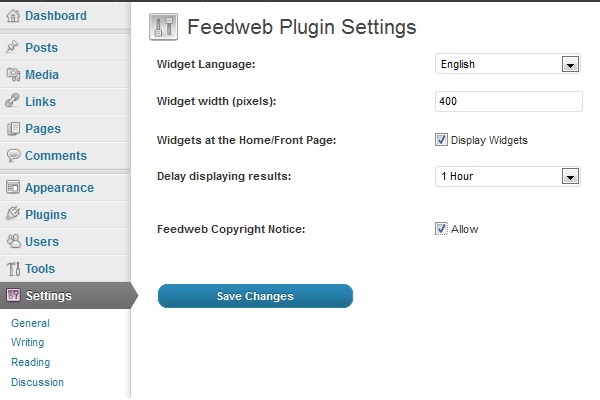 Dashboard
Posts
Media
Links
Pages
Comments
Appearance
Plugins
Users
Tools
Settings
General
Writing
Reading
Discussion
Feedweb Plugin Settings
Widget Language: English
Widget width (pixels): 400
Widgets at the Home/Front Page: Display Widgets
Delay displaying results: 1 Hour
Feedweb Copyright Notice: Allow
Save Changes